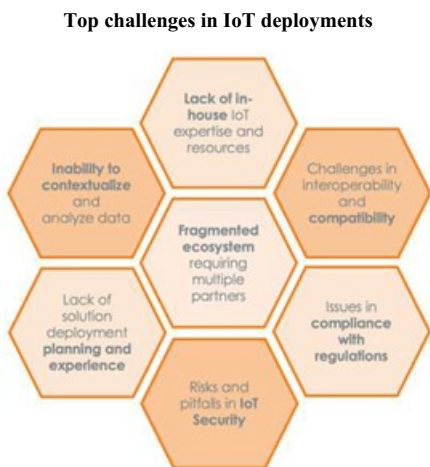 Top challenges in IoT deployments
Lack of in-
house IoT
expertise and
resources
Inability to
contextualize
and
analyze data
Challenges in
interoperability
and
compatibility
Fragmented
ecosystem
requiring
multiple
partners
Lack of
solution
deployment
planning and
experience
Issues in
compliance
with
regulations
Risks and
pitfalls in IoT
Security